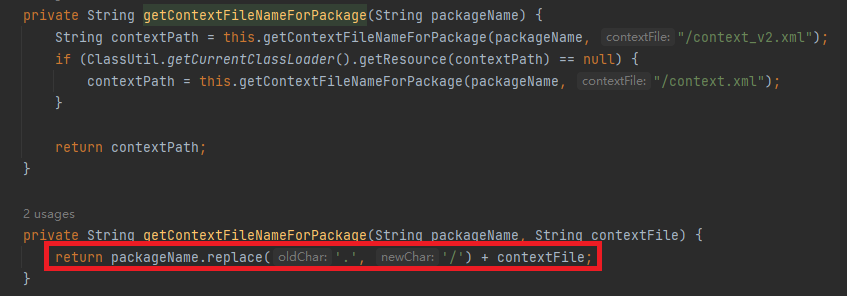 private String getContextFileNameForPackage(String packageName) {
String contextPath = this.getContextFileNameForPackage(packageName, contextFile: "/context_v2.xml");
if (ClassUtil.getCurrentClassLoader().getResource(contextPath) == null) {
contextPath = this.getContextFileNameForPackage(packageName, contextFile: "/context.xml");
}
return contextPath;
}
2 usages
private String getContextFileNameForPackage(String packageName, String contextFile) {
return packageName.replace( oldChar: '.', newChar: '/') + contextFile;
}